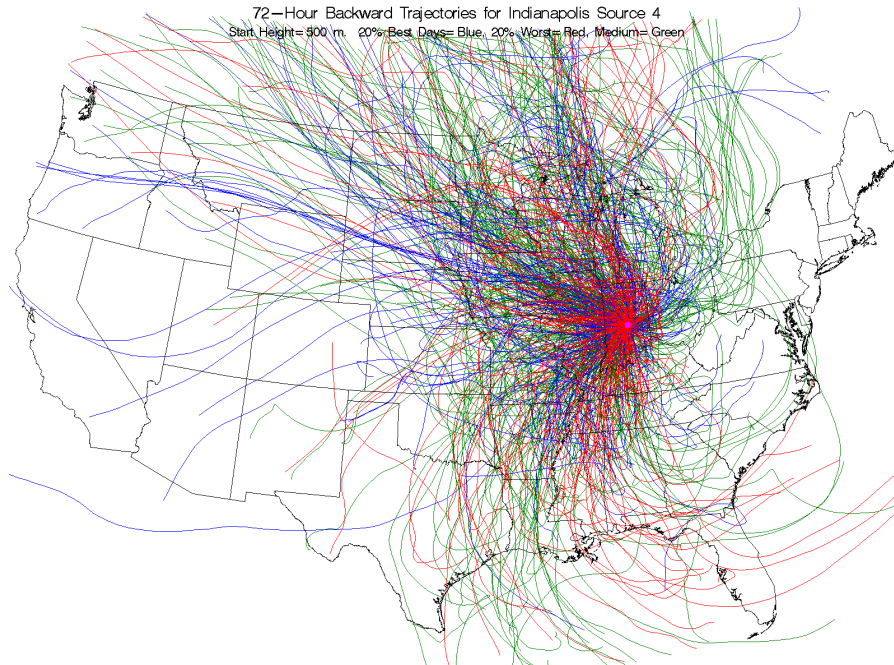 72-Hour Backward Trajectories for Indianapolis Source 4
Start Height= 500 m. 20% Best Days= Blue, 20% Worst= Red, Medium= Green